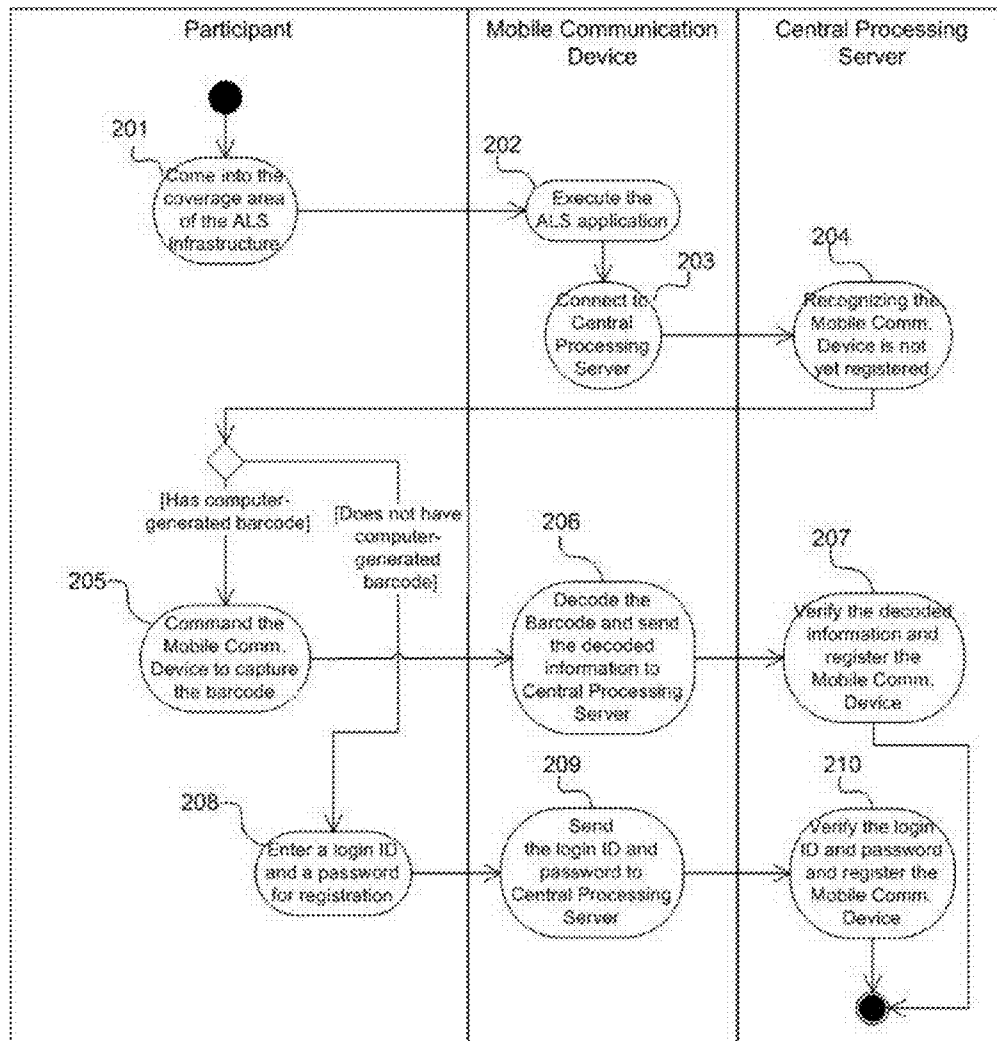 Participant
Mobile Communication
Device
Central Processing
Server
201
Come into the
coverage area
of the ALS
infrastructure
202
Execute the
ALS application
203
Connect to
Central
Processing
Server
204
Recognizing the
Mobile Comm.
Device is not
yet registered
[Has computer-
generated barcode]
[Does not have
computer-
generated
barcode]
205
Command the
Mobile Comm.
Device to capture
the barcode
206
Decode the
Barcode and send
the decoded
information to
Central Processing
Server
207
Verify the decoded
information and
register the
Mobile Comm.
Device
208
Enter a login ID
and a password
for registration
209
Send
the login ID and
password to
Central Processing
Server
210
Verify the login
ID and password
and register the
Mobile Comm.
Device